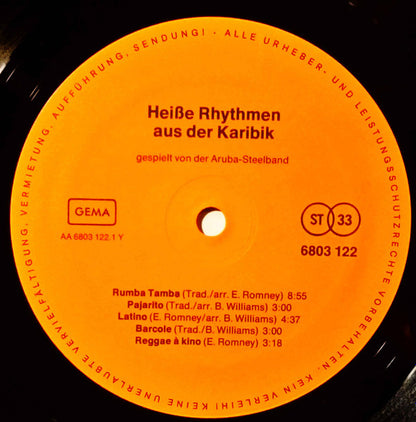 ALLE URHEBER- UND LEISTUNGSSCHUTZRECHTE VORBEHALTEN. KEIN VERLEIH! KEINE UNERLAUBTE VERVIELFÄLTIGUNG, VERMIETUNG, AUFFÜHRUNG, SENDUNG! ·
Heiße Rhythmen
aus der Karibik
gespielt von der Aruba-Steelband
GEMA
ST 33
AA 6803 122.1 Y
6803 122
Rumba Tamba (Trad./arr. E. Romney) 8:55
Pajarito (Trad./arr. B. Williams) 3:00
Latino (E. Romney/arr. B. Williams) 4:37
Barcole (Trad./B. Williams) 3:00
Reggae à kino (E. Romney) 3:18